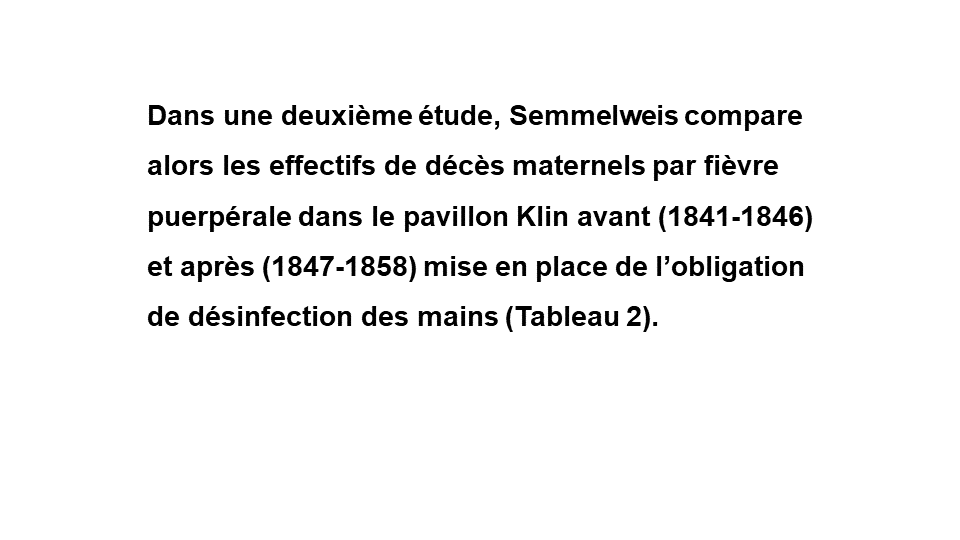 Dans une deuxième étude, Semmelweis compare
alors les effectifs de décès maternels par fièvre
puerpérale dans le pavillon Klin avant (1841-1846)
et après (1847-1858) mise en place de l’obligation
de désinfection des mains (Tableau 2).